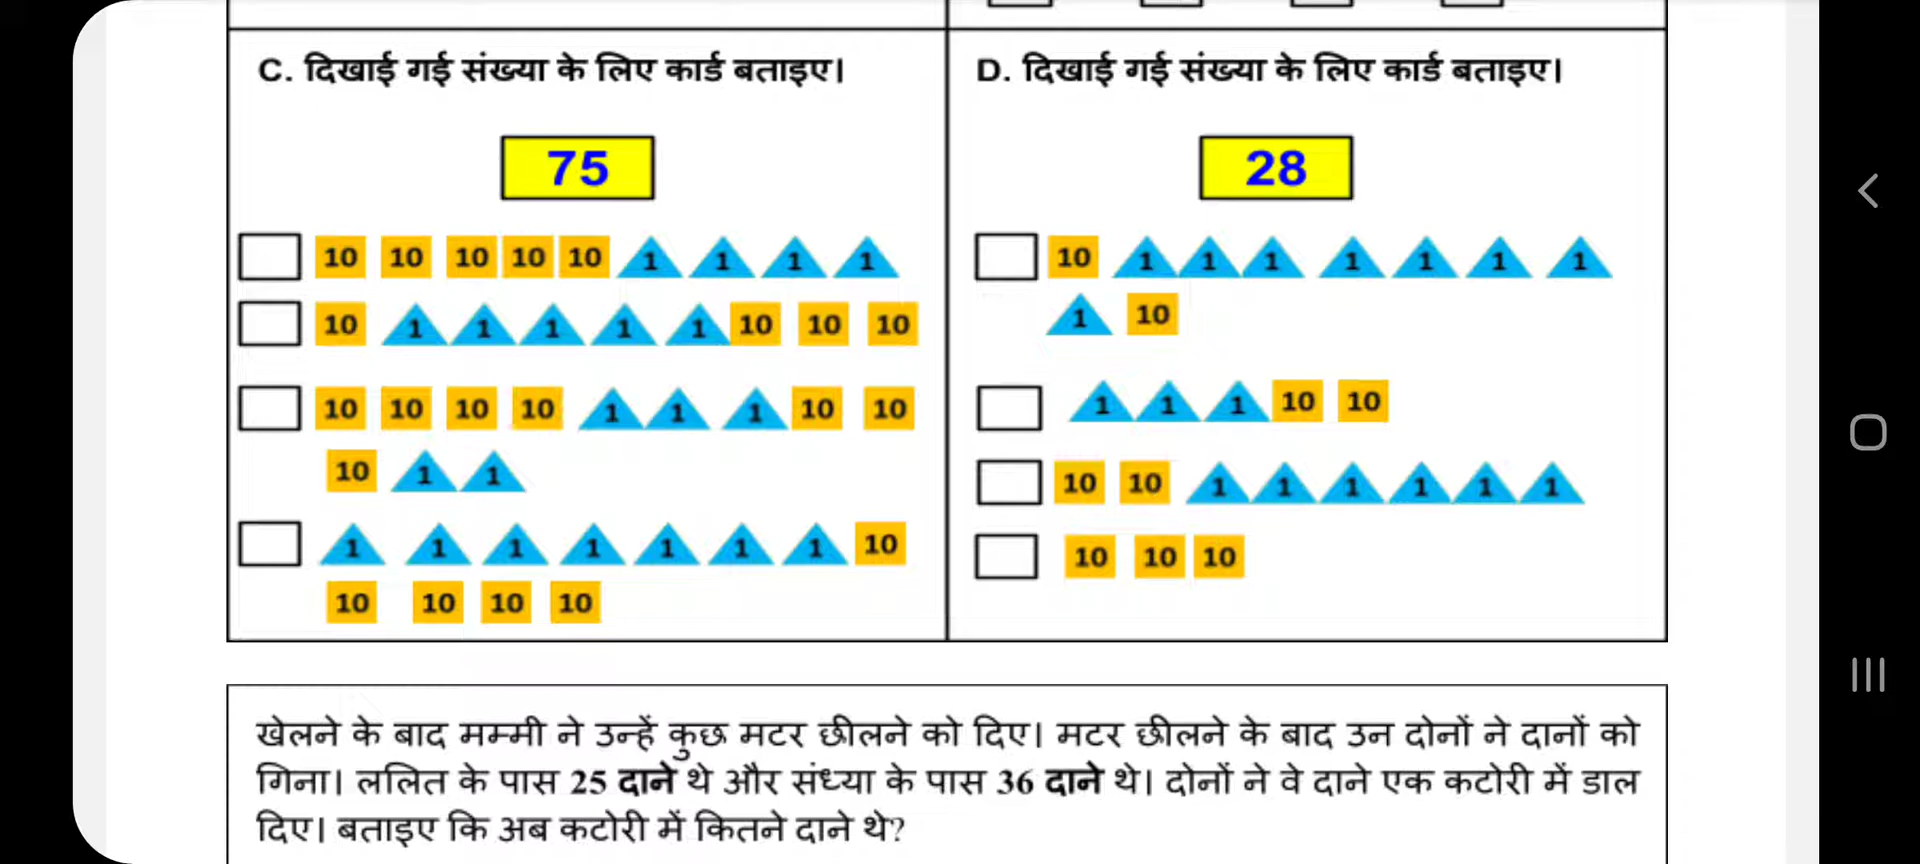 C. दिखाई गई संख्या के लिए कार्ड बताइए।
75
10 10 10 10 10 1 1 1 1
10 1 1 1 1 1 10 10 10
10 10 10 10 1 1 1 10 10
10 1 1
1 1 1 1 1 1 1 10
10 10 10 10
D. दिखाई गई संख्या के लिए कार्ड बताइए।
28
10 1 1 1 1 1 1 1
1 10
1 1 1 10 10
10 10 1 1 1 1 1 1
10 10 10
खेलने के बाद मम्मी ने उन्हें कुछ मटर छीलने को दिए। मटर छीलने के बाद उन दोनों ने दानों को
गिना। ललित के पास 25 दाने थे और संध्या के पास 36 दाने थे। दोनों ने वे दाने एक कटोरी में डाल
दिए। बताइए कि अब कटोरी में कितने दाने थे?